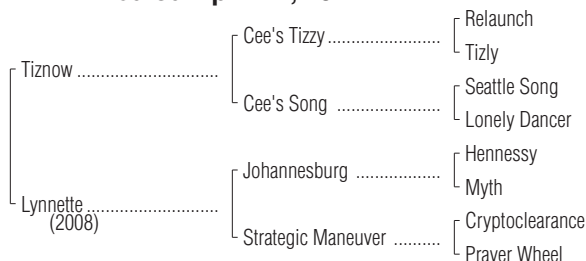 Relaunch
Cee's Tizzy
Tizly
Tiznow
Seattle Song
Cee's Song
Lonely Dancer
Hennessy
Johannesburg
Myth
Lynnette
(2008)
Cryptoclearance
Strategic Maneuver
Prayer Wheel